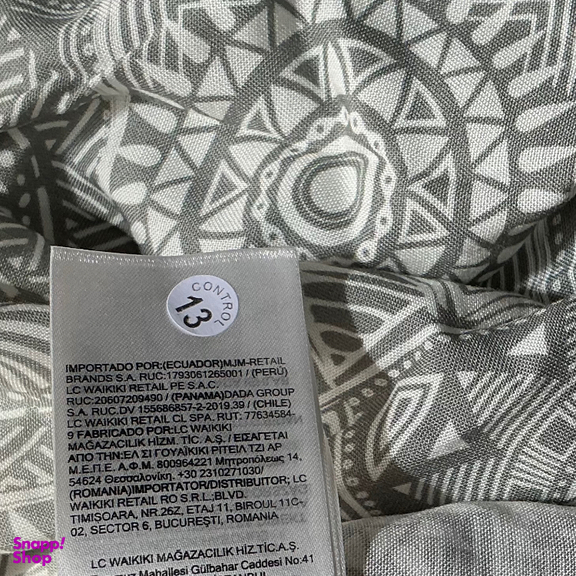 CONTROL
13
IMPORTADO POR:(ECUADOR)MJM-RETAIL
BRANDS S.A. RUC:1793061265001 / (PERÚ)
LC WAIKIKI RETAIL PE S.A.C.
RUC:20607209490 / (PANAMA)DADA GROUP
S.A. RUC.DV 155686857-2-2019.39 / (CHILE)
LC WAIKIKI RETAIL CL SPA. RUT: 77634584-
9 FABRICADO POR:LC WAIKIKI
MAĞAZACILIK HİZM. TİC. A.Ş. / ΕΙΣΑΓΕΤΑΙ
ΑΠΟ ΤΗΝ:ΕΛ ΣΙ ΓΟΥΑΪΚΙΚΙ ΡΙΤΕΙΛ ΤΖΙ ΑΡ
Μ.Ε.Π.Ε. Α.Φ.Μ. 800964221 Μητροπόλεως 14,
54624 Θεσσαλονίκη, +30 2310271030/
(ROMANIA)IMPORTATOR/DISTRIBUITOR; LC
WAIKIKI RETAIL RO S.R.L;BLVD.
TIMIŞOARA, NR.26Z, ETAJ 11, BIROUL 11C-
02, SECTOR 6, BUCUREŞTI, ROMANIA
LC WAIKIKI MAĞAZACILIK HİZ.TİC.A.Ş.
Mahallesi Gülbahar Caddesi No:41
Snapp!
Shop